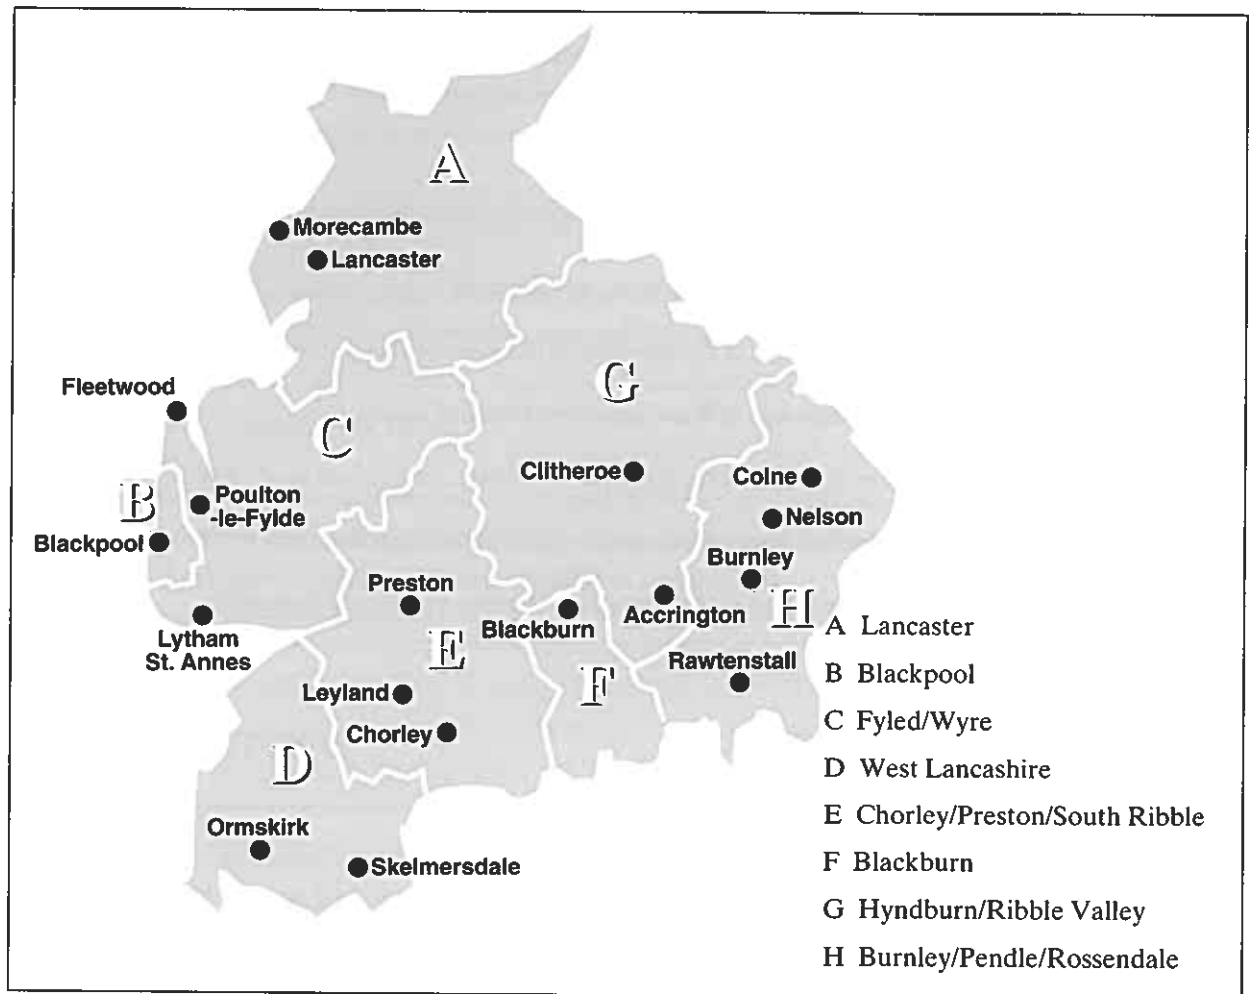 A
Morecambe
Lancaster
Fleetwood
G
C
Clitheroe
Colne
B
Poulton
-le-Fylde
Nelson
Blackpool
Burnley
Preston
Accrington
H
Blackburn
Lytham
St. Annes
E
Rawtenstall
Leyland
F
Chorley
D
Ormskirk
Skelmersdale
A Lancaster
B Blackpool
C Fyled/Wyre
D West Lancashire
E Chorley/Preston/South Ribble
F Blackburn
G Hyndburn/Ribble Valley
H Burnley/Pendle/Rossendale